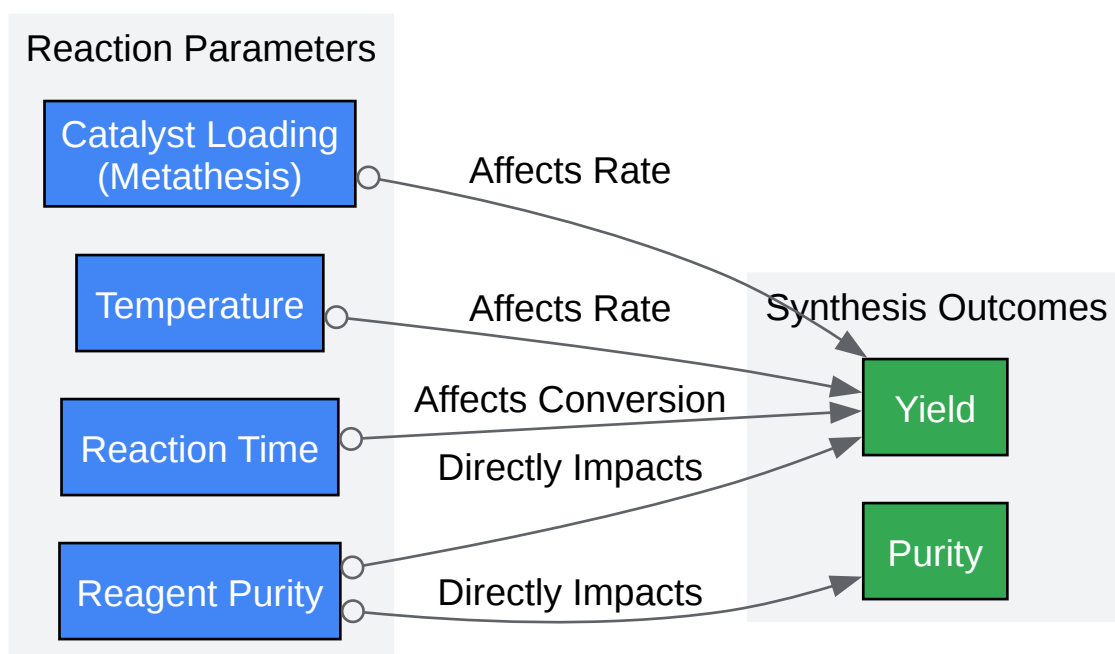 Reaction Parameters
Catalyst Loading
(Metathesis)
Temperature
Reaction Time
Reagent Purity
Affects Rate
Affects Rate
Affects Conversion
Directly Impacts
Directly Impacts
Synthesis Outcomes
Yield
Purity